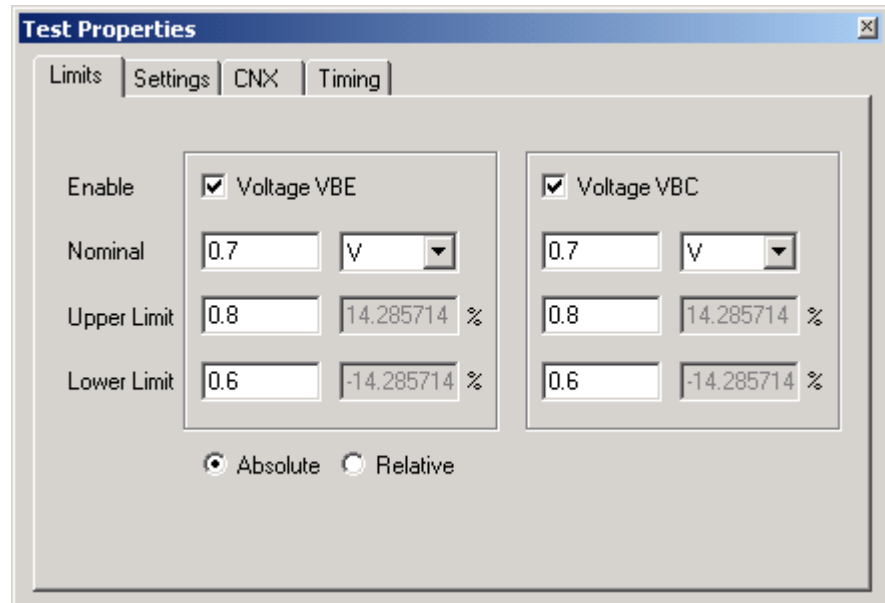 Test Properties
Limits Settings CNX Timing
Enable Voltage VBE Voltage VBC
Nominal 0.7 V 0.7 V
Upper Limit 0.8 14.285714 % 0.8 14.285714 %
Lower Limit 0.6 -14.285714 % 0.6 -14.285714 %
Absolute Relative